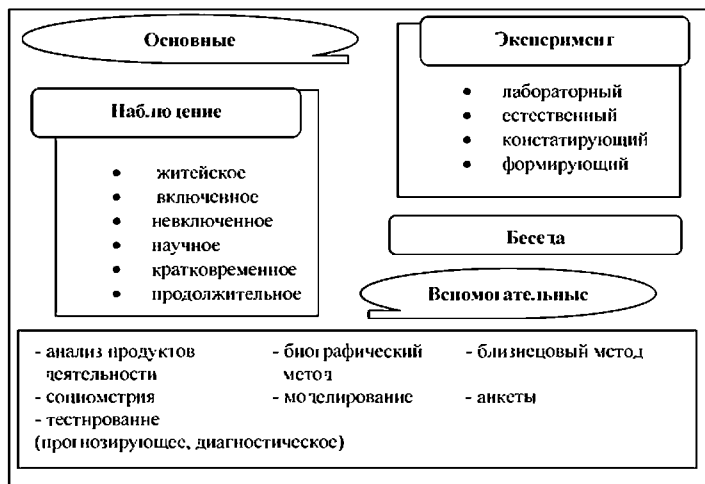 Основные
Эксперимент
лабораторный
естественный
констатирующий
формирующий
Наблюдение
житейское
включенное
невключенное
научное
кратковременное
продолжительное
Беседа
Вспомогательные
- анализ продуктов деятельности
- социометрия
- тестирование
(прогнозирующее, диагностическое)
- биографический метод
- моделирование
- близнецовый метод
- анкеты